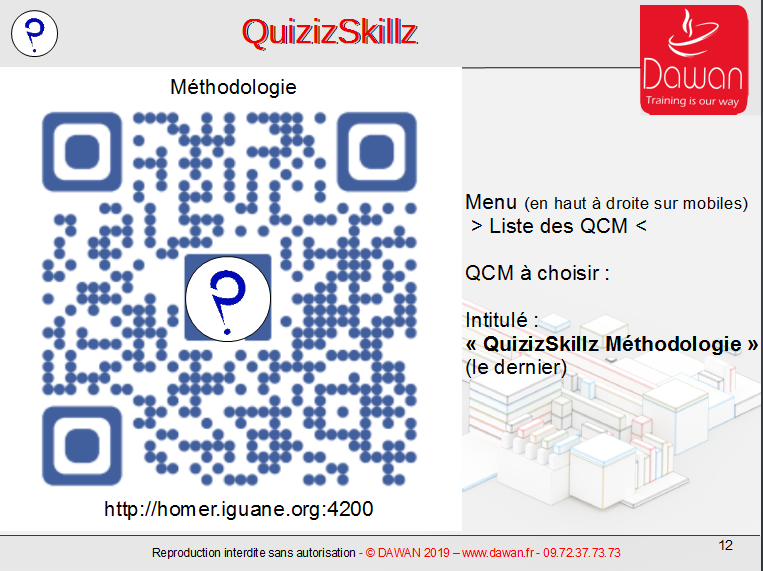 QuizizSkillz
Dawan
Training is our way
Méthodologie
Menu (en haut à droite sur mobiles)
> Liste des QCM <
QCM à choisir :
Intitulé :
« QuizizSkillz Méthodologie »
(le dernier)
http://homer.iguane.org:4200
Reproduction interdite sans autorisation - © DAWAN 2019 – www.dawan.fr - 09.72.37.73.73
12